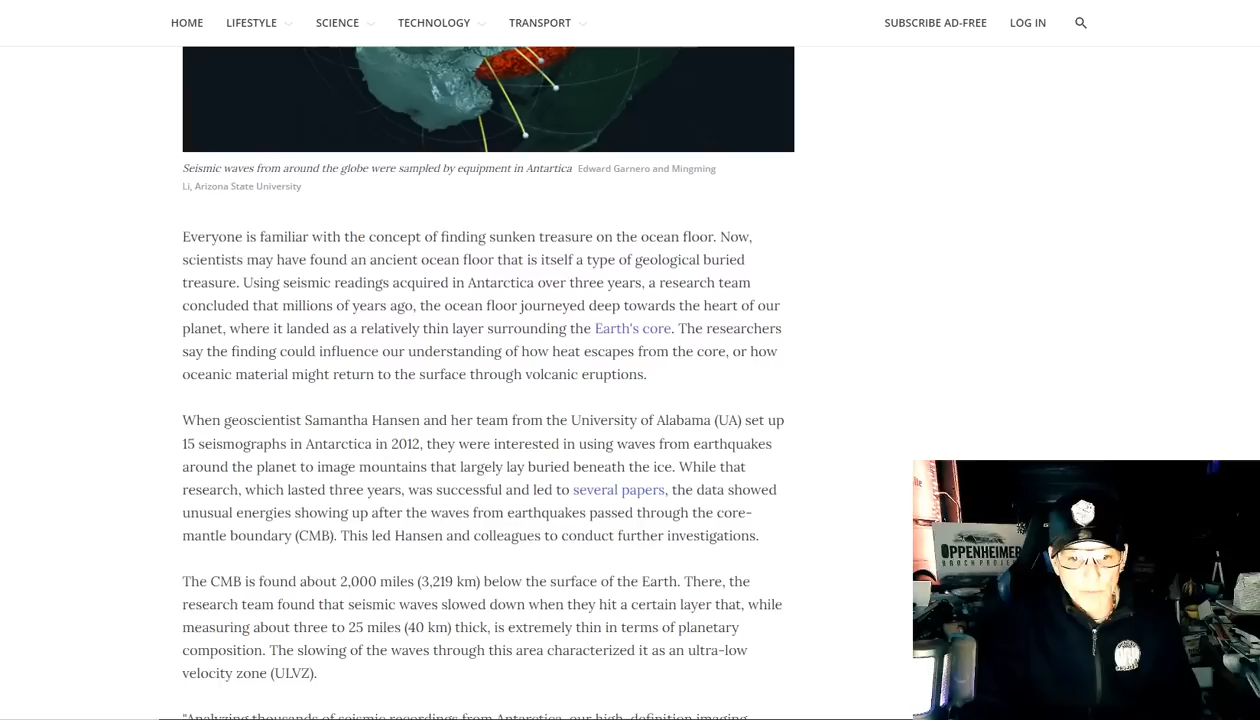 HOME LIFESTYLE SCIENCE TECHNOLOGY TRANSPORT SUBSCRIBE AD-FREE LOG IN
Seismic waves from around the globe were sampled by equipment in Antartica Edward Garnero and Mingming
Li, Arizona State University
Everyone is familiar with the concept of finding sunken treasure on the ocean floor. Now,
scientists may have found an ancient ocean floor that is itself a type of geological buried
treasure. Using seismic readings acquired in Antarctica over three years, a research team
concluded that millions of years ago, the ocean floor journeyed deep towards the heart of our
planet, where it landed as a relatively thin layer surrounding the Earth's core. The researchers
say the finding could influence our understanding of how heat escapes from the core, or how
oceanic material might return to the surface through volcanic eruptions.
When geoscientist Samantha Hansen and her team from the University of Alabama (UA) set up
15 seismographs in Antarctica in 2012, they were interested in using waves from earthquakes
around the planet to image mountains that largely lay buried beneath the ice. While that
research, which lasted three years, was successful and led to several papers, the data showed
unusual energies showing up after the waves from earthquakes passed through the core-
mantle boundary (CMB). This led Hansen and colleagues to conduct further investigations.
The CMB is found about 2,000 miles (3,219 km) below the surface of the Earth. There, the
research team found that seismic waves slowed down when they hit a certain layer that, while
measuring about three to 25 miles (40 km) thick, is extremely thin in terms of planetary
composition. The slowing of the waves through this area characterized it as an ultra-low
velocity zone (ULVZ).
"Analyzing thousands of seismic recordings from Antarctica, our high-definition imaging
OPPENHEIMER
RANCH PROJECT